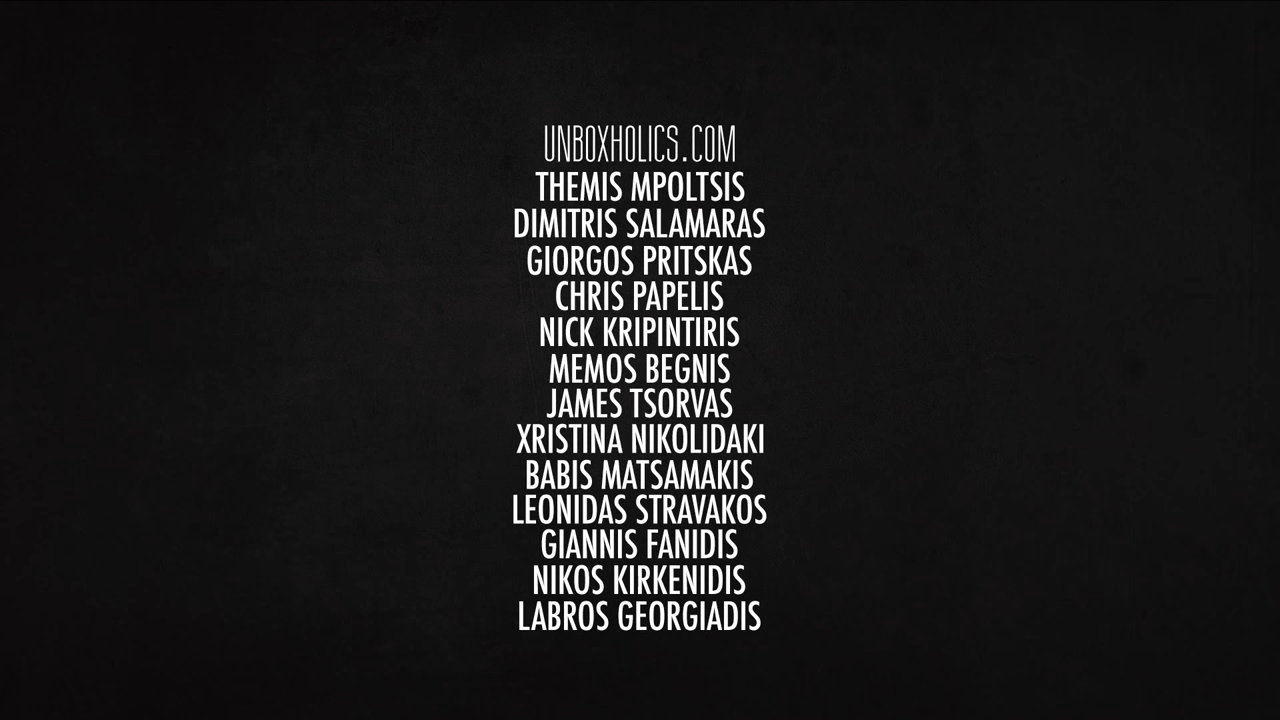 UNBOXHOLICS.COM
THEMIS MPOLTSIS
DIMITRIS SALAMARAS
GIORGOS PRITSKAS
CHRIS PAPELIS
NICK KRIPINTIRIS
MEMOS BEGNIS
JAMES TSORVAS
XRISTINA NIKOLIDAKI
BABIS MATSAMAKIS
LEONIDAS STRAVAKOS
GIANNIS FANIDIS
NIKOS KIRKENIDIS
LABROS GEORGIADIS